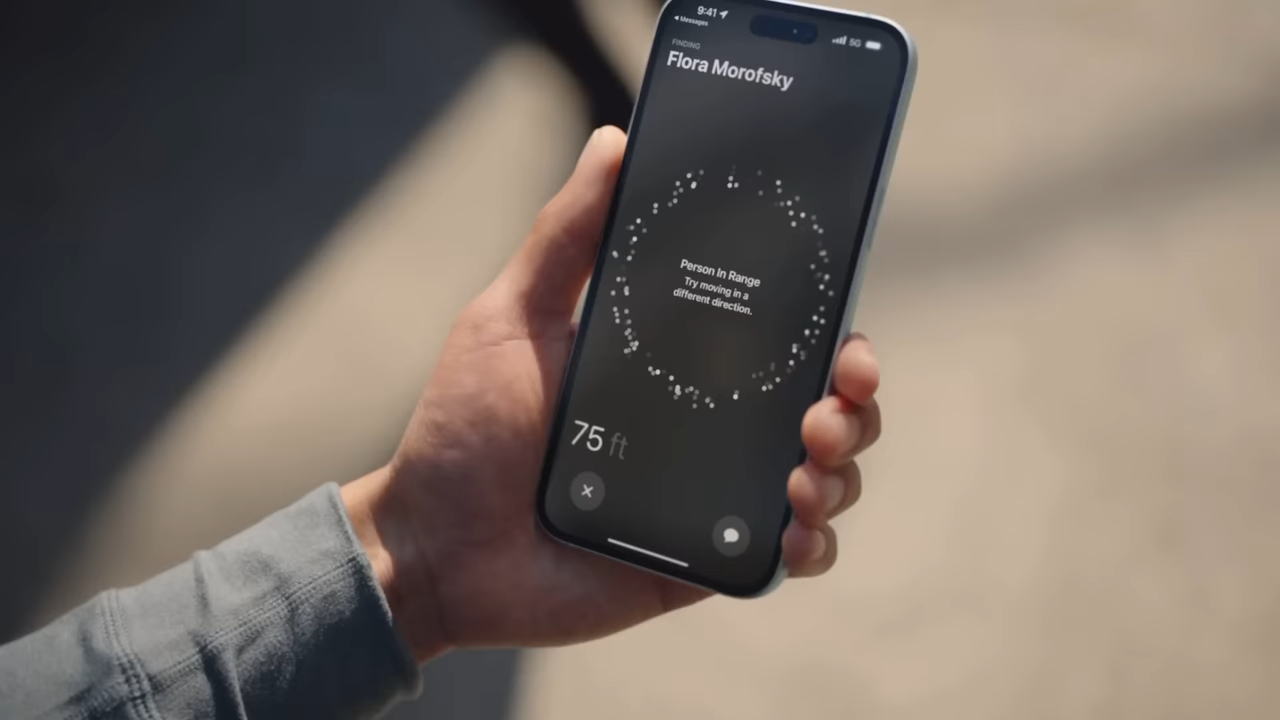 9:41
Messages
5G
FINDING
Flora Morofsky
Person In Range
Try moving in a
different direction.
75 ft